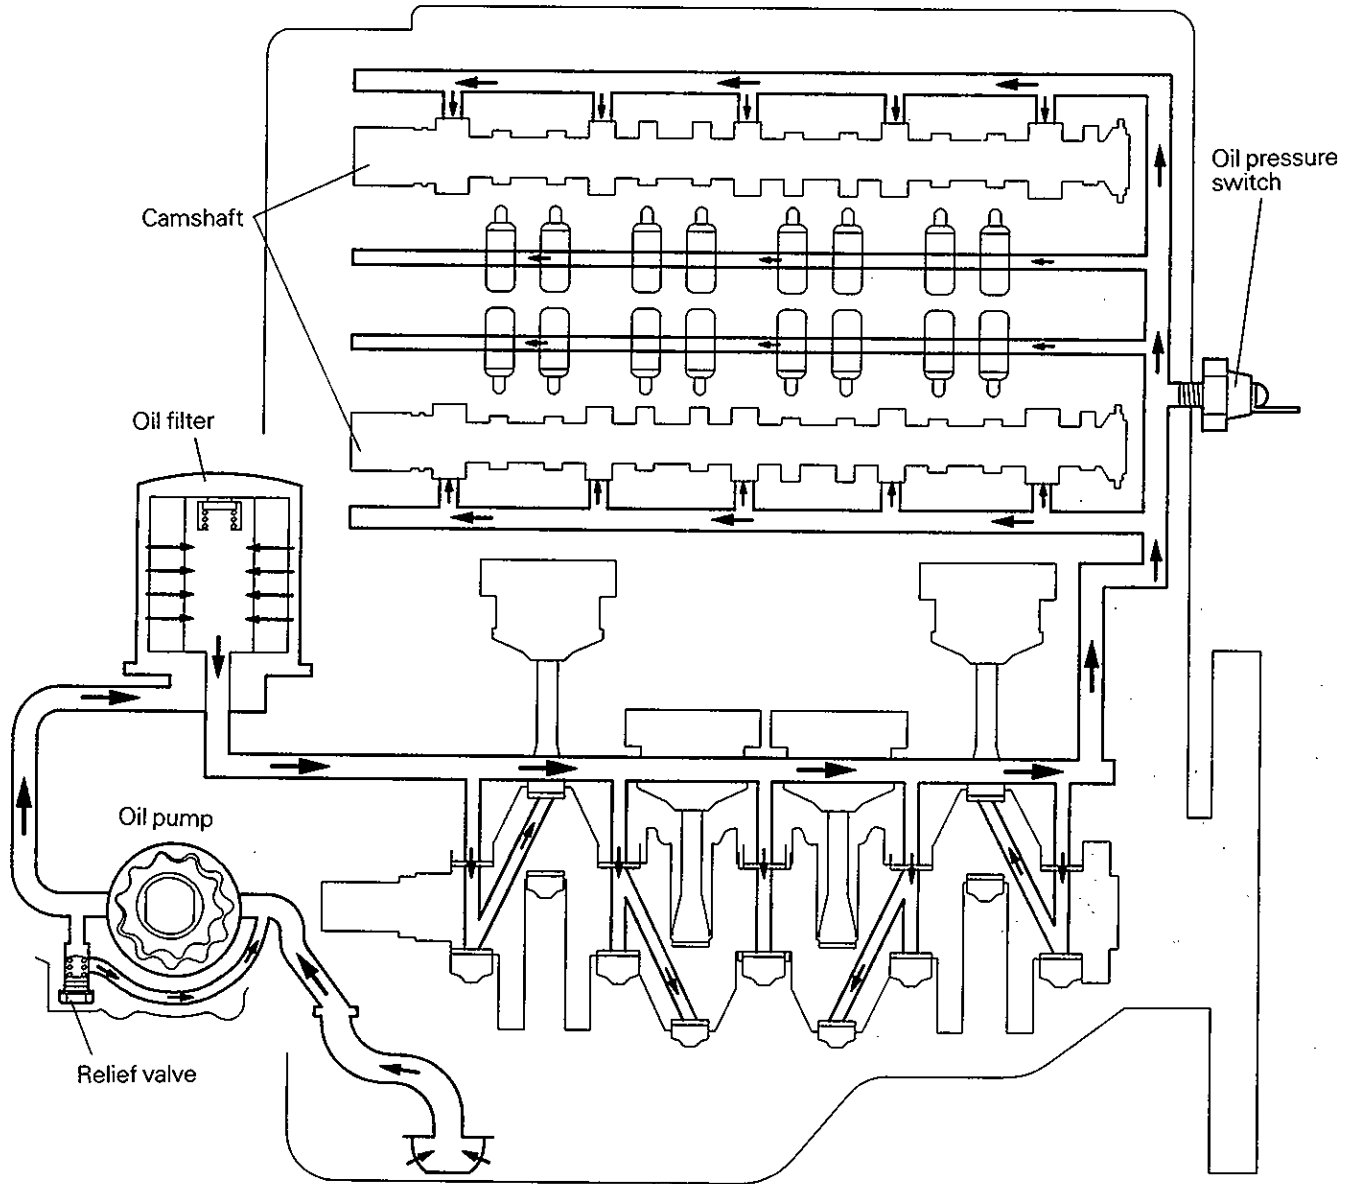 Oil pressure
switch
Camshaft
Oil filter
Oil pump
Relief valve